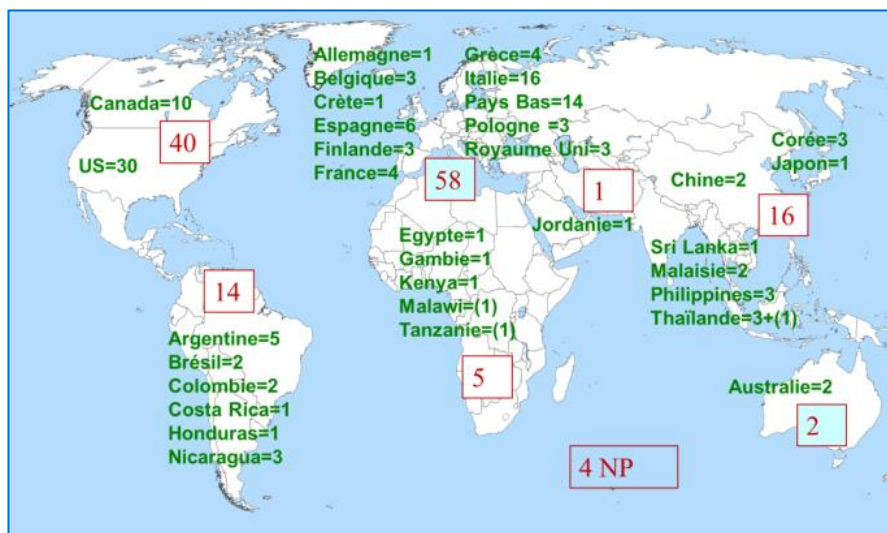 Canada=10
US=30
40
Allemagne=1
Belgique=3
Crète=1
Espagne=6
Finlande=3
France=4
Grèce=4
Italie=16
Pays Bas=14
Pologne =3
Royaume Uni=3
58
Jordanie=1
1
Corée=3
Japon=1
Chine=2
16
Sri Lanka=1
Malaisie=2
Philippines=3
Thaïlande=3+(1)
14
Argentine=5
Brésil=2
Colombie=2
Costa Rica=1
Honduras=1
Nicaragua=3
Egypte=1
Gambie=1
Kenya=1
Malawi=(1)
Tanzanie=(1)
5
Australie=2
2
4 NP